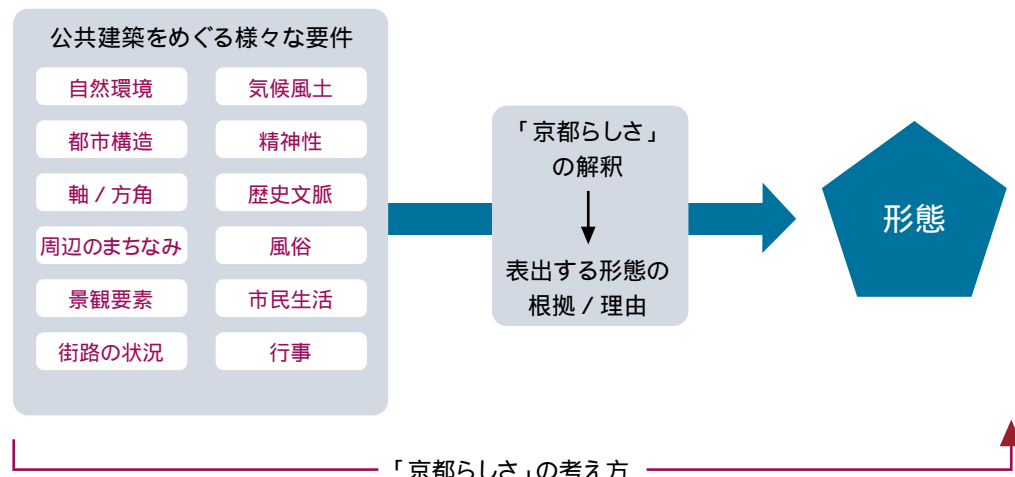 公共建築をめぐる様々な要件
自然環境
気候風土
都市構造
精神性
軸 / 方角
歴史文脈
周辺のまちなみ
風俗
景観要素
市民生活
街路の状況
行事
「京都らしさ」
の解釈
表出する形態の
根拠 / 理由
形態
「京都らしさ」の考え方